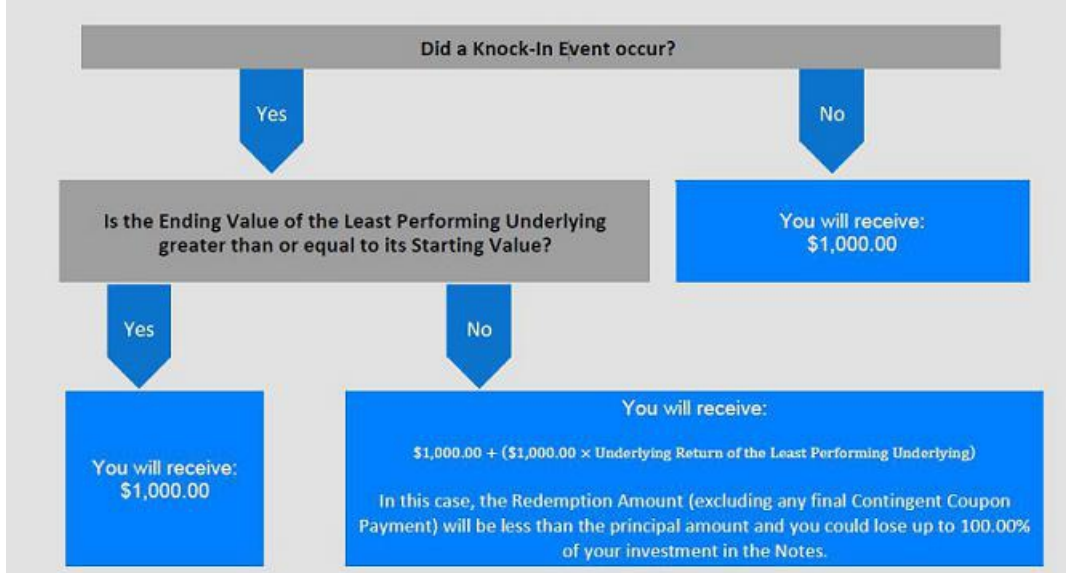 Did a Knock-In Event occur?
Yes
No
Is the Ending Value of the Least Performing Underlying
greater than or equal to its Starting Value?
You will receive:
$1,000.00
Yes
No
You will receive:
$1,000.00
You will receive:
$1,000.00 + ($1,000.00 × Underlying Return of the Least Performing Underlying)
In this case, the Redemption Amount (excluding any final Contingent Coupon
Payment) will be less than the principal amount and you could lose up to 100.00%
of your investment in the Notes.